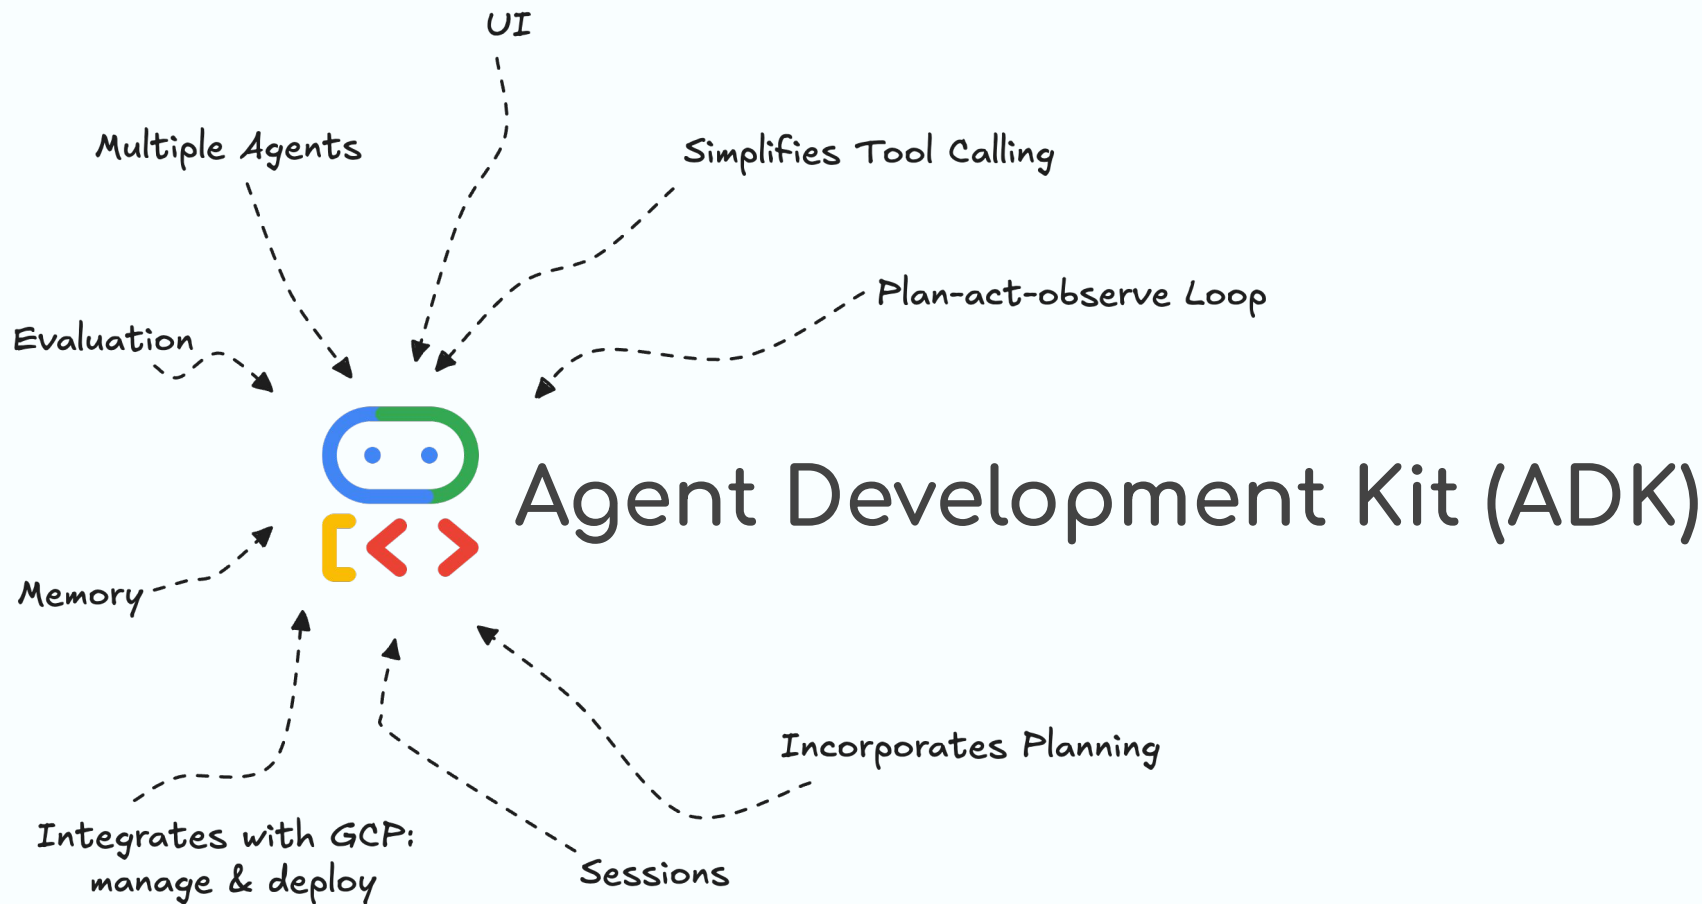 UI
Multiple Agents
Simplifies Tool Calling
Plan-act-observe Loop
Evaluation
Agent Development Kit (ADK)
Memory
Incorporates Planning
Integrates with GCP:
manage & deploy
Sessions